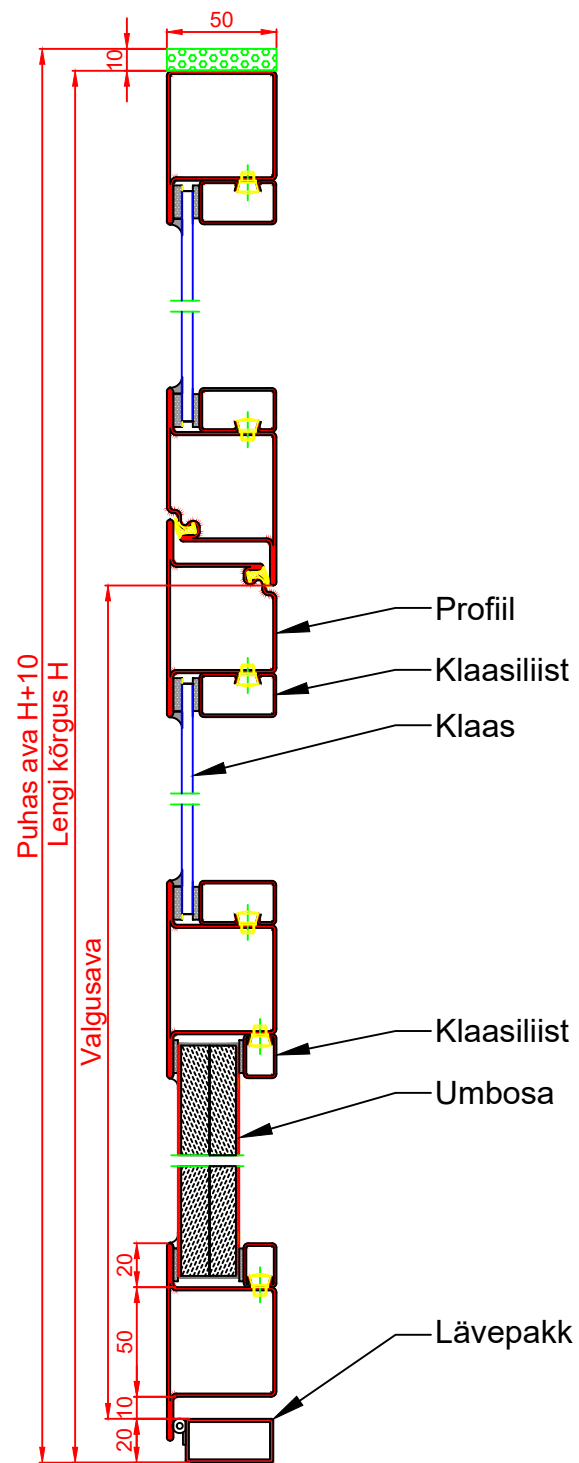 50
10
Puhas ava H+10
Lengi kõrgus H
Valgusava
Profiil
Klaasiliist
Klaas
Klaasiliist
Umbosa
20
50
10
20
Lävepakk